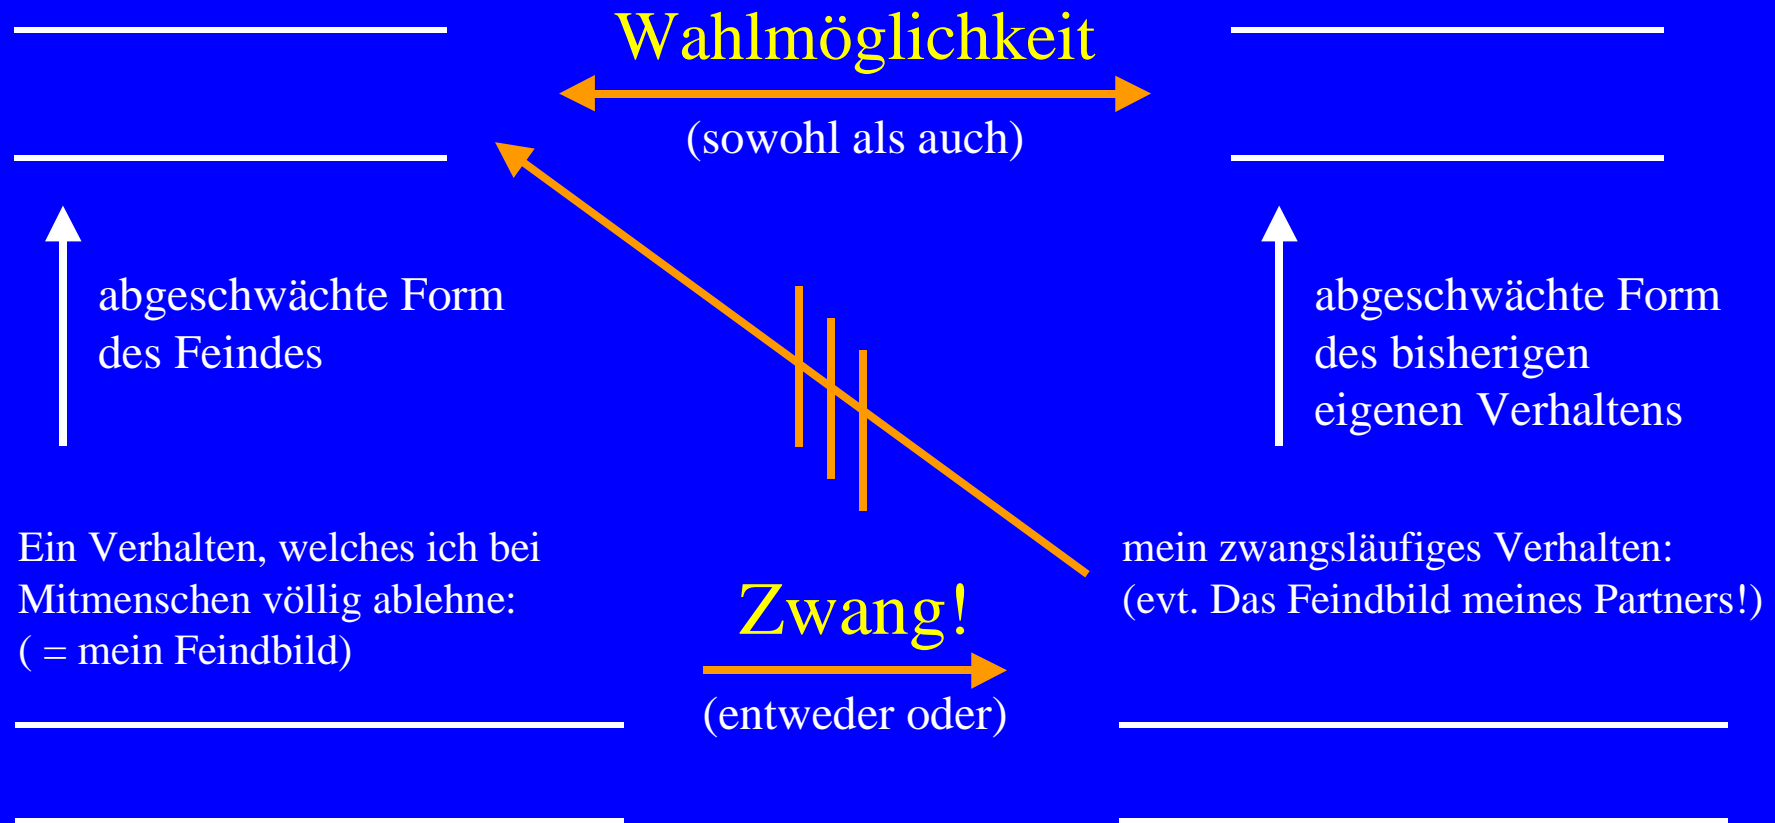 Wahlmöglichkeit
(sowohl als auch)
abgeschwächte Form
des Feindes
abgeschwächte Form
des bisherigen
eigenen Verhaltens
Ein Verhalten, welches ich bei
Mitmenschen völlig ablehne:
( = mein Feindbild)
Zwang!
(entweder oder)
mein zwangsläufiges Verhalten:
(evt. Das Feindbild meines Partners!)